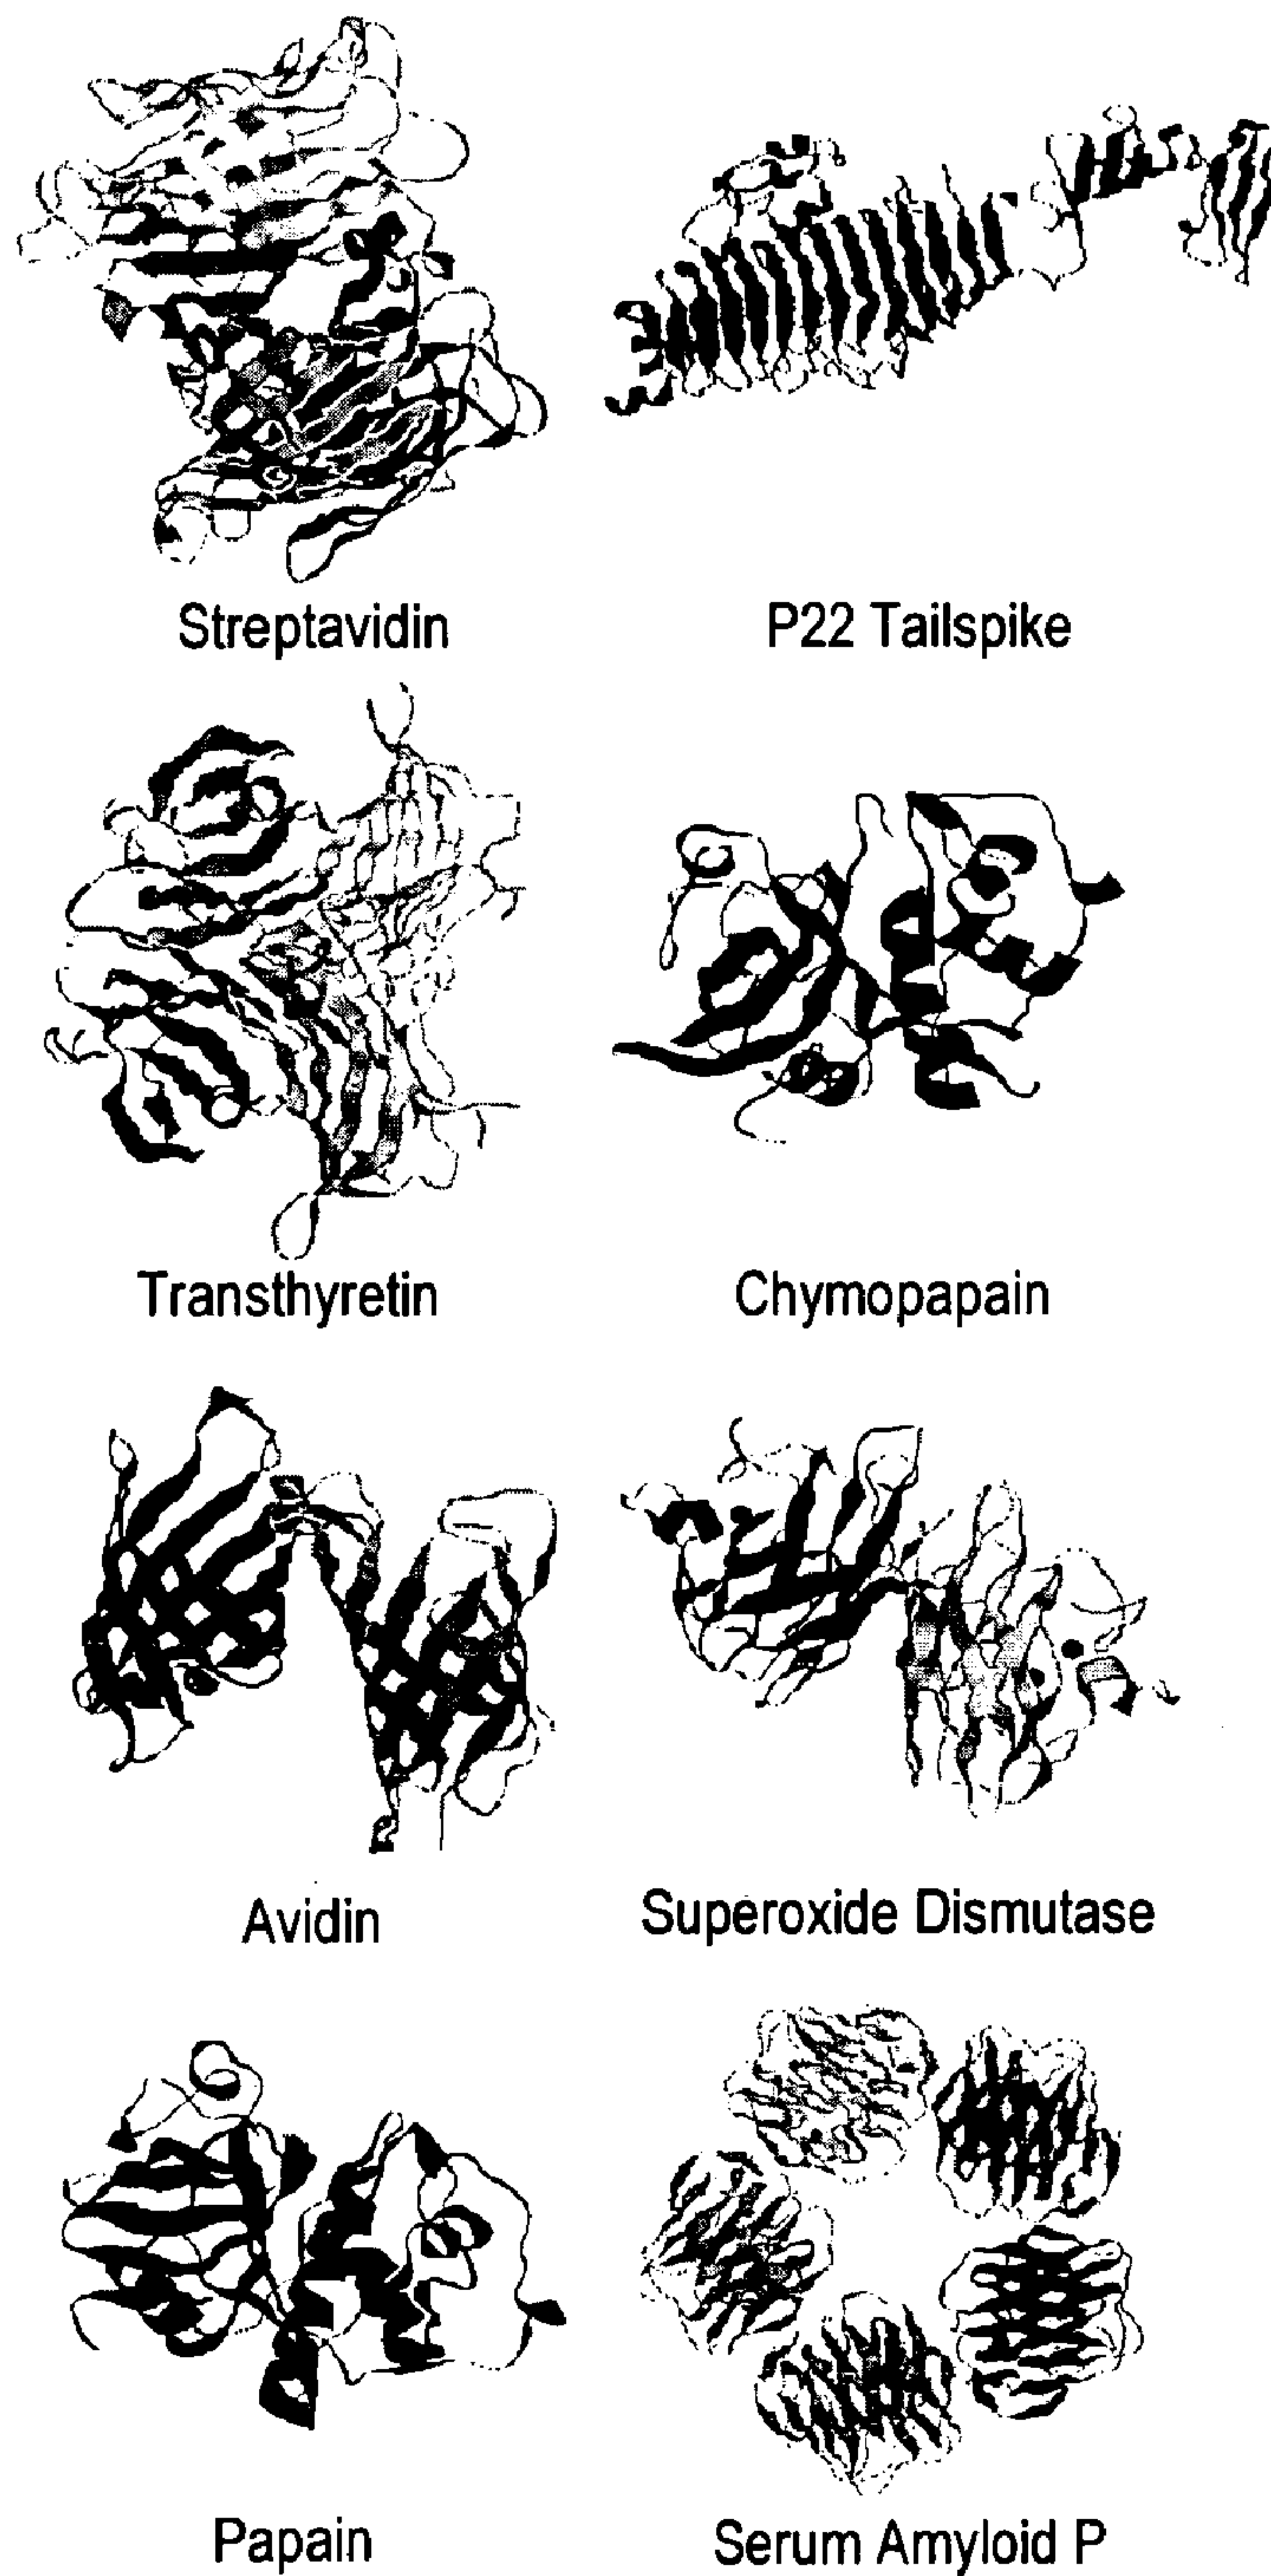 Streptavidin
P22 Tailspike
Transthyretin
Chymopapain
Avidin
Superoxide Dismutase
Papain
Serum Amyloid P